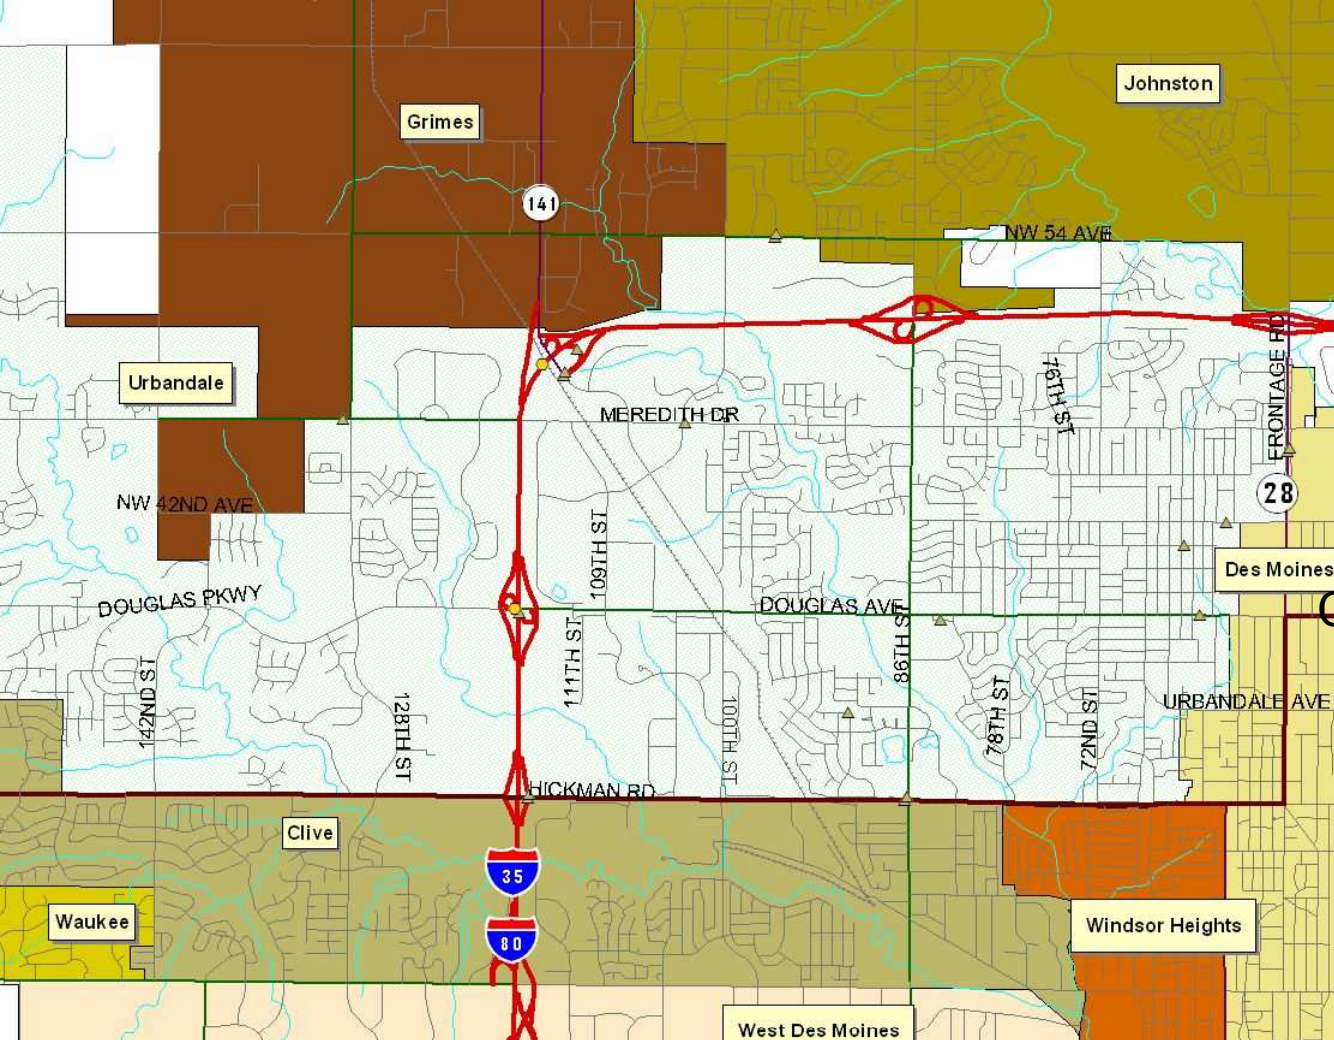 Johnston
Grimes
141
NW 54 AVE
Urbandale
FRONTAGE RD
76TH ST
MEREDITH DR
28
NW 42ND AVE
109TH ST
Des Moines
DOUGLAS PKWY
DOUGLAS AVE
86TH ST
111TH ST
142ND ST
128TH ST
100TH ST
78TH ST
72ND ST
URBANDALE AVE
HICKMAN RD
Clive
35
Waukee
80
Windsor Heights
West Des Moines